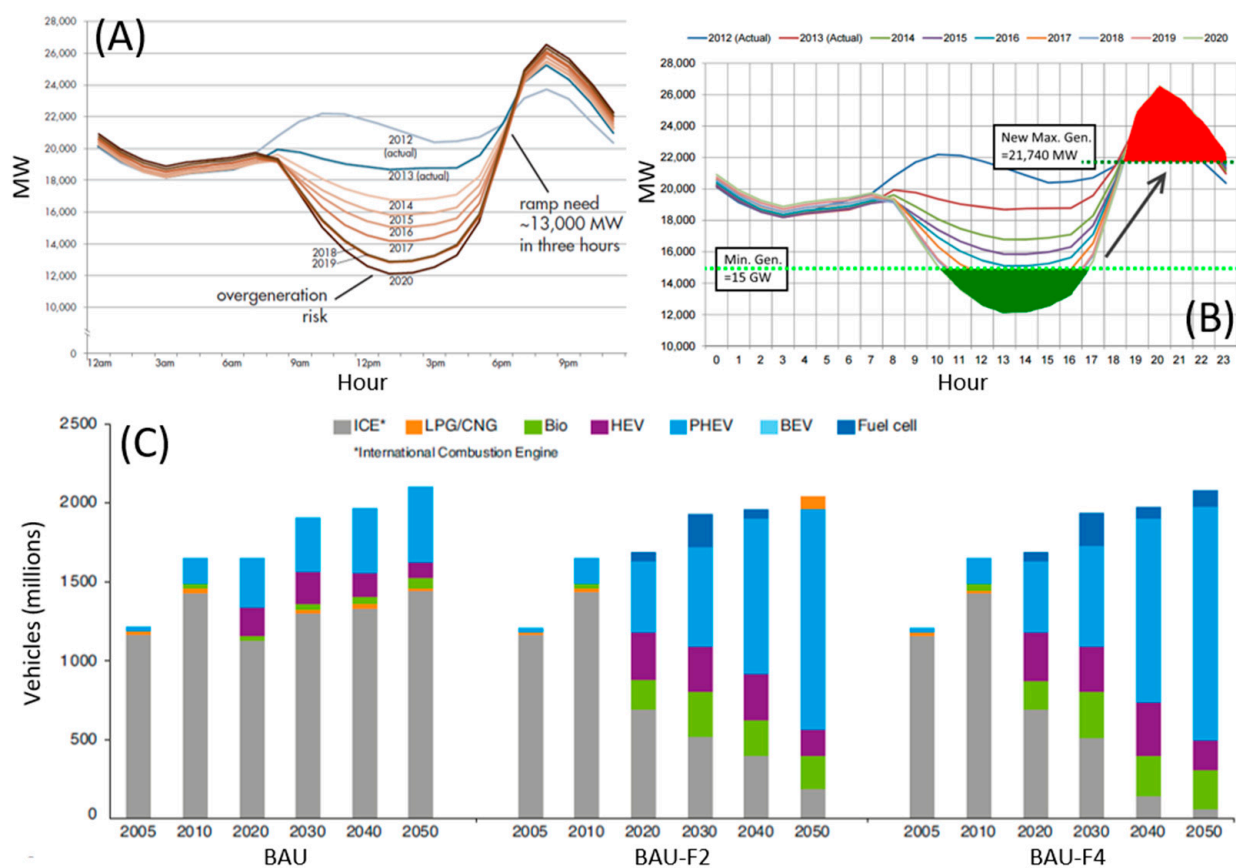 (A)
28,000
26,000
24,000
22,000
20,000
18,000
16,000
14,000
12,000
10,000
0
MW
2012
(actual)
2013 (actual)
2014
2015
2016
2017
2018
2019
2020
ramp need
~13,000 MW
in three hours
overgeneration
risk
12am 3am 6am 9am 12pm 3pm 6pm 9pm
Hour
2012 (Actual) 2013 (Actual) 2014 2015 2016 2017 2018 2019 2020
28,000
26,000
24,000
22,000
20,000
18,000
16,000
14,000
12,000
10,000
MW
New Max. Gen.
=21,740 MW
Min. Gen.
=15 GW
(B)
0 1 2 3 4 5 6 7 8 9 10 11 12 13 14 15 16 17 18 19 20 21 22 23
Hour
(C)
ICE* LPG/CNG Bio HEV PHEV BEV Fuel cell
*International Combustion Engine
2500
2000
1500
1000
500
0
Vehicles (millions)
2005 2010 2020 2030 2040 2050 2005 2010 2020 2030 2040 2050 2005 2010 2020 2030 2040 2050
BAU BAU-F2 BAU-F4